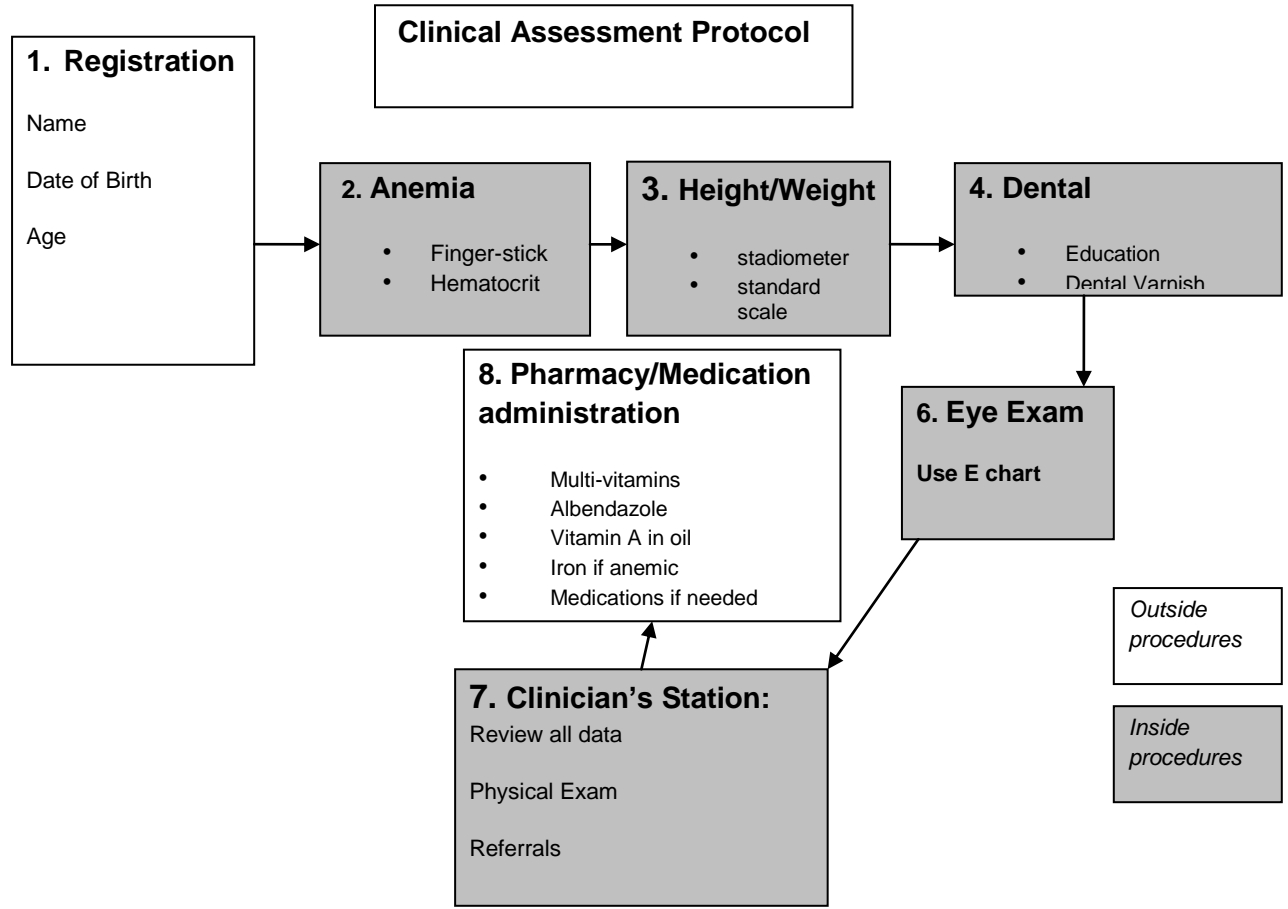 Clinical Assessment Protocol
1. Registration
Name
Date of Birth
Age
2. Anemia
• Finger-stick
• Hematocrit
3. Height/Weight
• stadiometer
• standard
scale
4. Dental
• Education
• Dental Varnish
6. Eye Exam
Use E chart
7. Clinician’s Station:
Review all data
Physical Exam
Referrals
8. Pharmacy/Medication
administration
• Multi-vitamins
• Albendazole
• Vitamin A in oil
• Iron if anemic
• Medications if needed
Outside
procedures
Inside
procedures